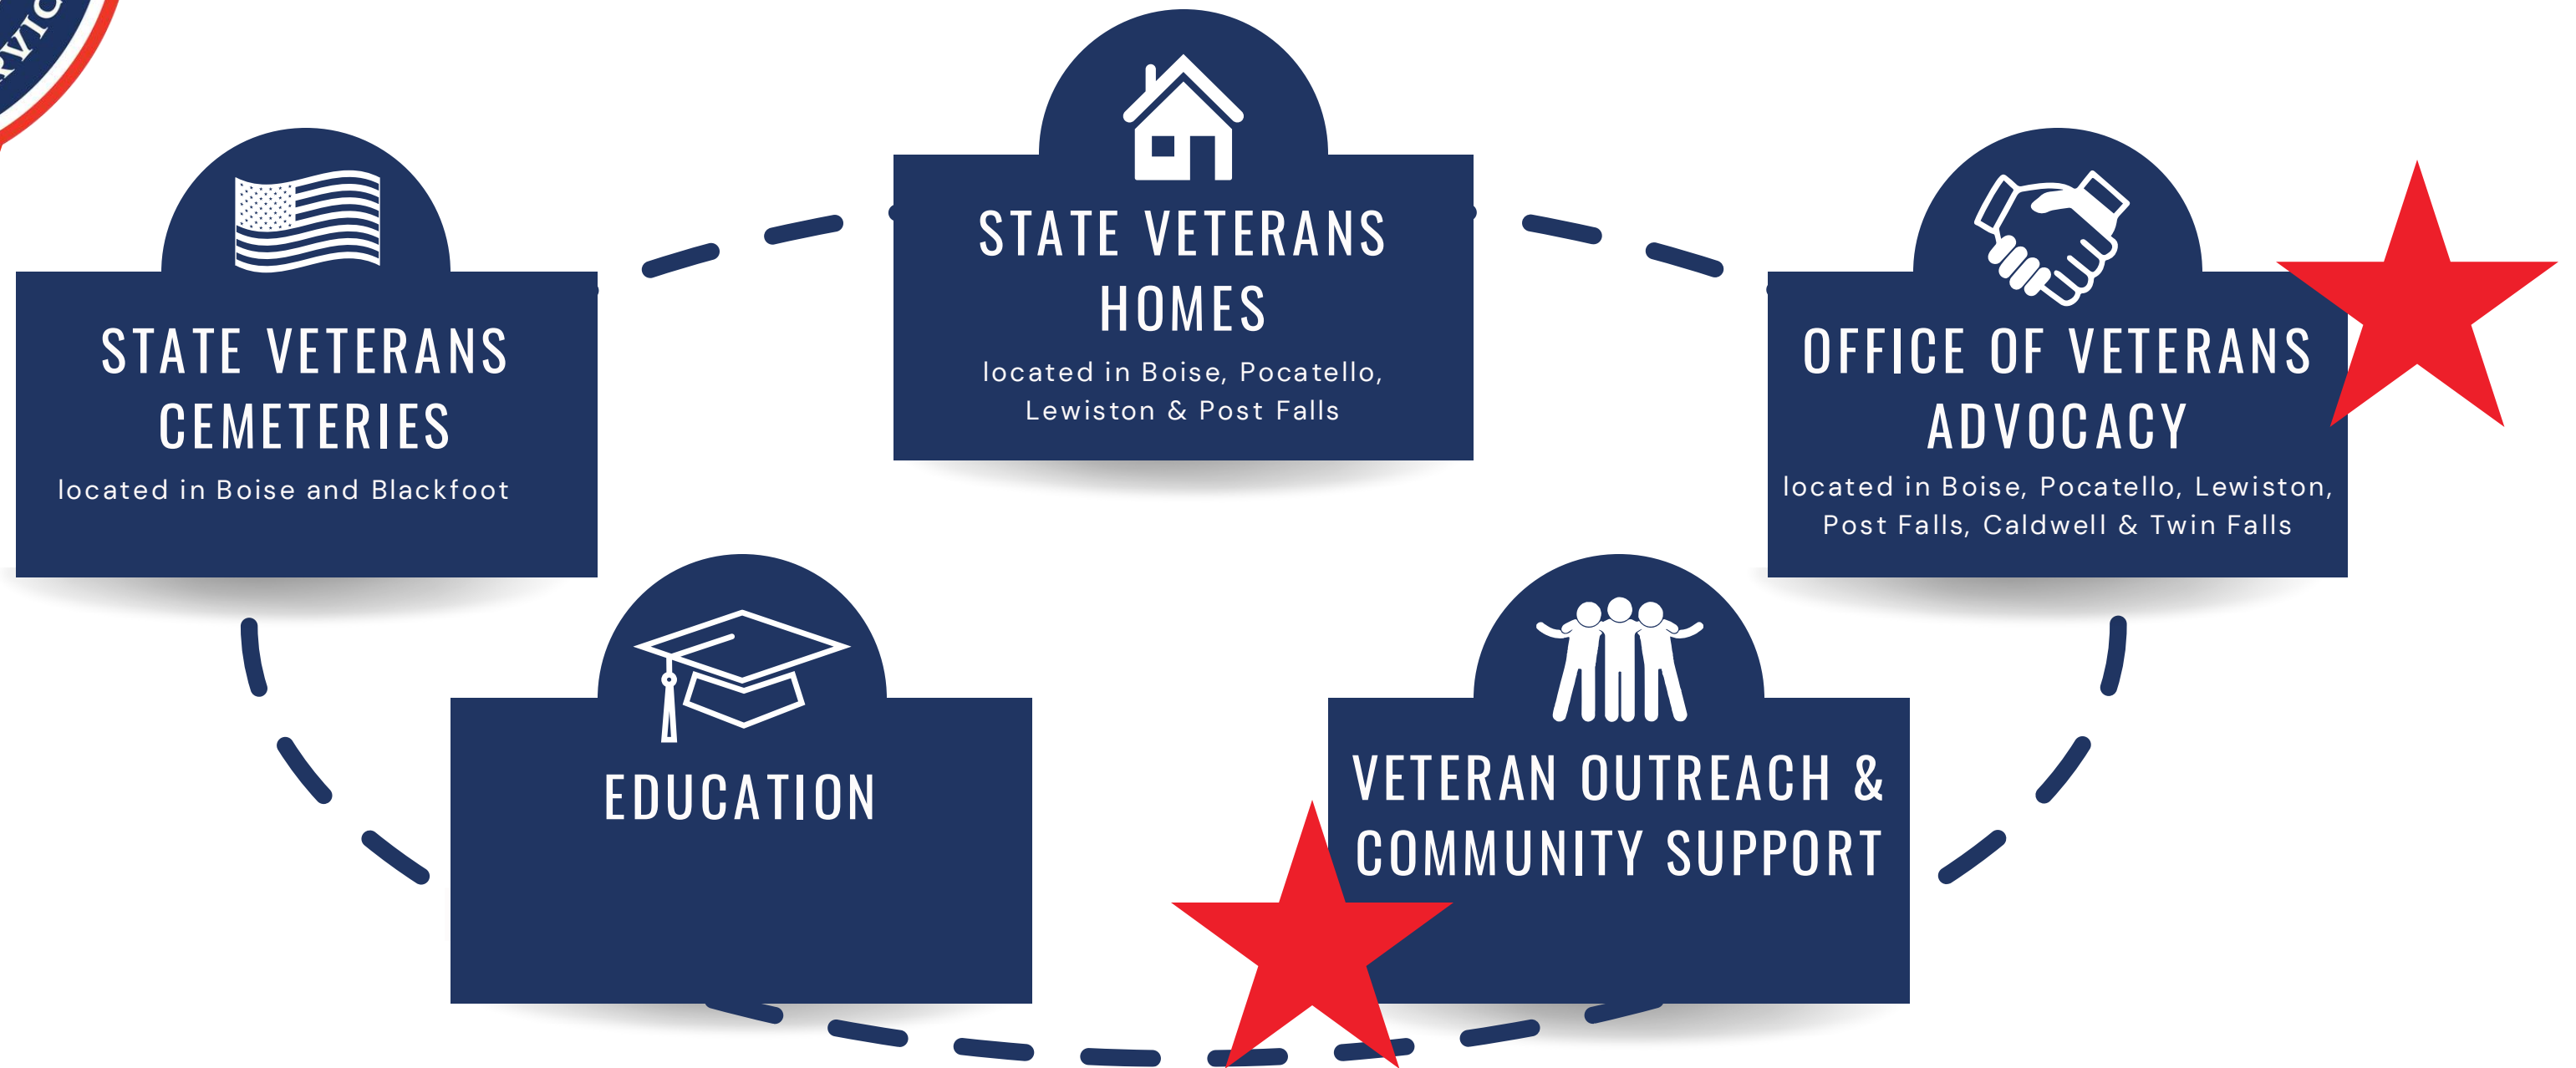 STATE VETERANS
CEMETERIES
located in Boise and Blackfoot
STATE VETERANS
HOMES
located in Boise, Pocatello,
Lewiston & Post Falls
OFFICE OF VETERANS
ADVOCACY
located in Boise, Pocatello, Lewiston,
Post Falls, Caldwell & Twin Falls
EDUCATION
VETERAN OUTREACH &
COMMUNITY SUPPORT